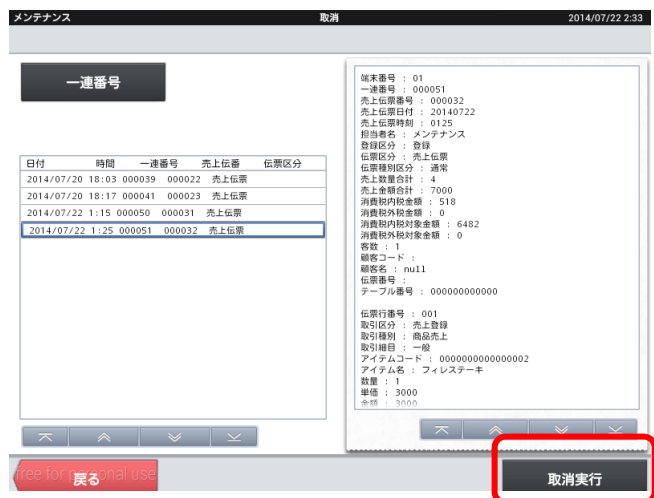 メンテナンス 取消 2014/07/22 2:33
一連番号
日付 時間 一連番号 売上伝番 伝票区分
2014/07/20 18:03 000039 000022 売上伝票
2014/07/20 18:17 000041 000023 売上伝票
2014/07/22 1:15 000050 000031 売上伝票
2014/07/22 1:25 000051 000032 売上伝票
端末番号 : 01
一連番号 : 000051
売上伝票番号 : 000032
売上伝票日付 : 20140722
売上伝票時刻 : 0125
担当者名 : メンテナンス
登録区分 : 登録
伝票区分 : 売上伝票
伝票種別区分 : 通常
売上数量合計 : 4
売上金額合計 : 7000
消費税内税金額 : 518
消費税外税金額 : 0
消費税内税対象金額 : 6482
消費税外税対象金額 : 0
客数 : 1
顧客コード :
顧客名 : null
伝票番号 :
テーブル番号 : 000000000000
伝票行番号 : 001
取引区分 : 売上登録
取引種別 : 商品売上
取引細目 : 一般
アイテムコード : 0000000000000002
アイテム名 : フィレステーキ
数量 : 1
単価 : 3000
金額 : 3000
free for personal use
戻る
取消実行